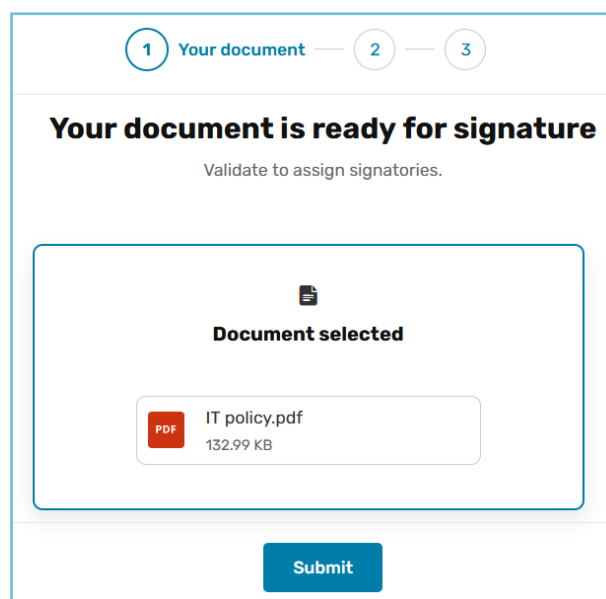 1 Your document 2 3
Your document is ready for signature
Validate to assign signatories.
Document selected
PDF
IT policy.pdf
132.99 KB
Submit